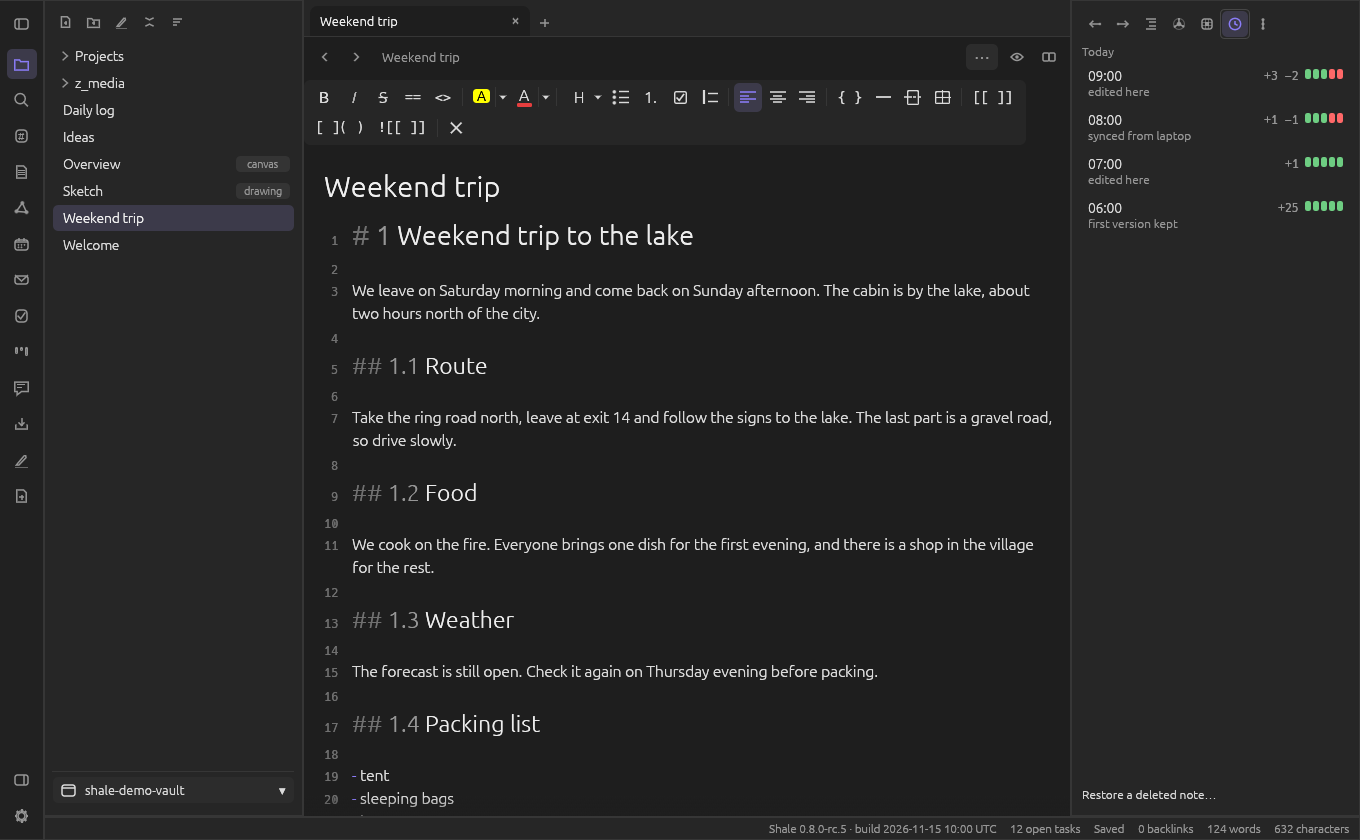 Projects
z_media
Daily log
Ideas
Overview canvas
Sketch drawing
Weekend trip
Welcome
shale-demo-vault
Weekend trip × +
Weekend trip
B I S == <> A A H 1. { } — [[ ]]
[ ]( ) ![[ ]]
Weekend trip
1 # 1 Weekend trip to the lake
2
3 We leave on Saturday morning and come back on Sunday afternoon. The cabin is by the lake, about
two hours north of the city.
4
5 ## 1.1 Route
6
7 Take the ring road north, leave at exit 14 and follow the signs to the lake. The last part is a gravel road,
so drive slowly.
8
9 ## 1.2 Food
10
11 We cook on the fire. Everyone brings one dish for the first evening, and there is a shop in the village
for the rest.
12
13 ## 1.3 Weather
14
15 The forecast is still open. Check it again on Thursday evening before packing.
16
17 ## 1.4 Packing list
18
19 - tent
20 - sleeping bags
Today
09:00 +3 −2
edited here
08:00 +1 −1
synced from laptop
07:00 +1
edited here
06:00 +25
first version kept
Restore a deleted note…
Shale 0.8.0-rc.5 · build 2026-11-15 10:00 UTC 12 open tasks Saved 0 backlinks 124 words 632 characters